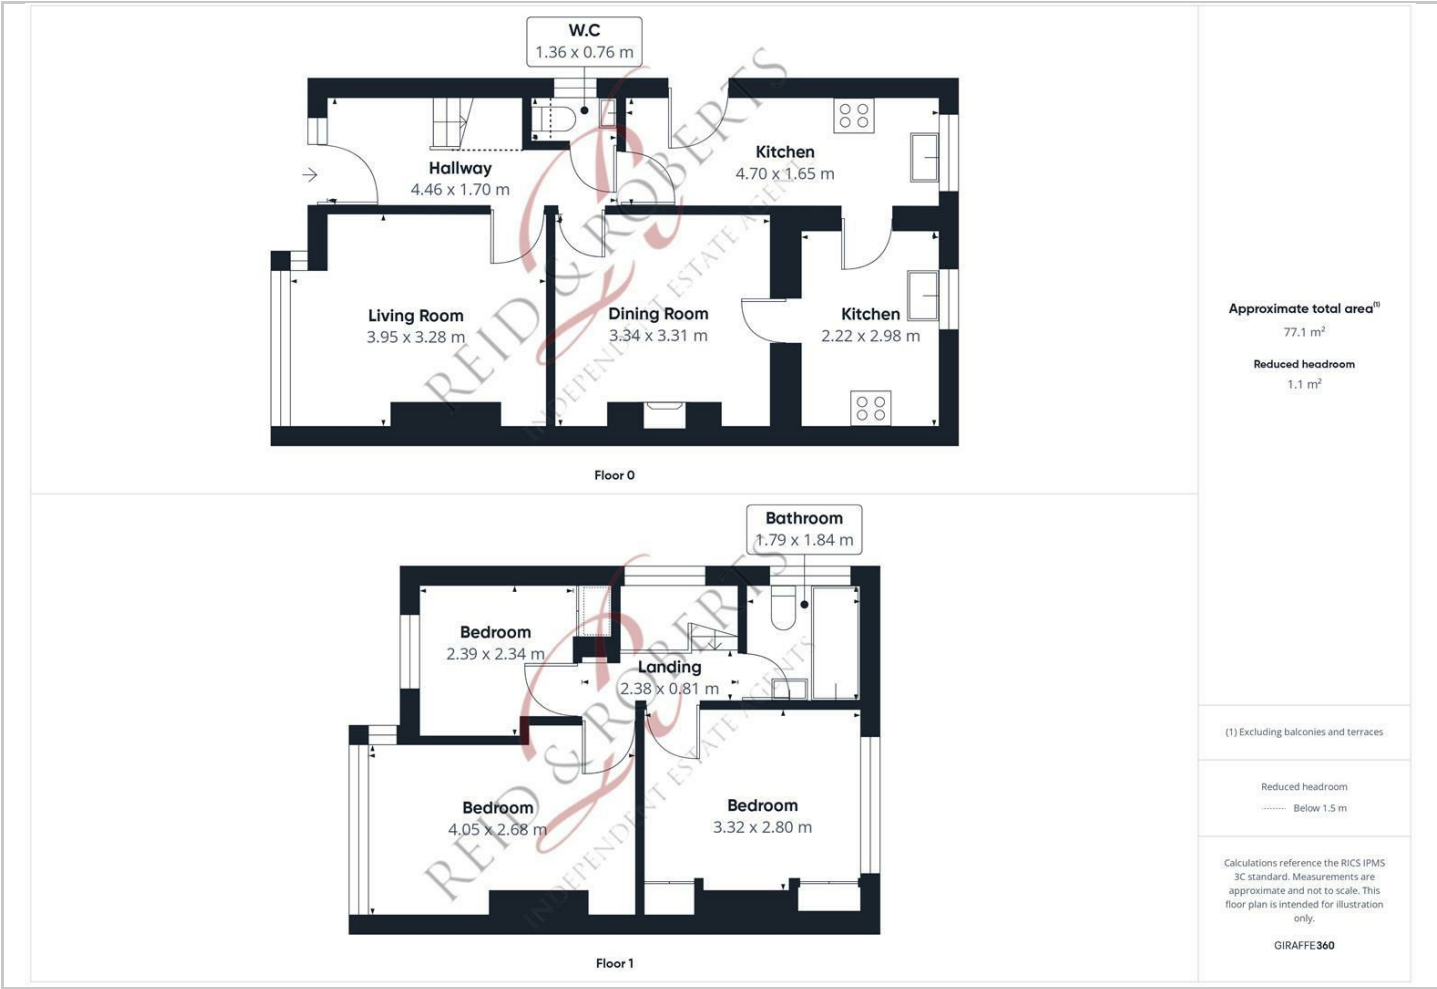 W.C
1.36 x 0.76 m
Hallway
4.46 x 1.70 m
Kitchen
4.70 x 1.65 m
Living Room
3.95 x 3.28 m
Dining Room
3.34 x 3.31 m
Kitchen
2.22 x 2.98 m
REID & ROBERTS
INDEPENDENT ESTATE AGENTS
Floor 0
Bathroom
1.79 x 1.84 m
Bedroom
2.39 x 2.34 m
Landing
2.38 x 0.81 m
Bedroom
4.05 x 2.68 m
Bedroom
3.32 x 2.80 m
REID & ROBERTS
INDEPENDENT ESTATE AGENTS
Floor 1
Approximate total area(1)
77.1 m²
Reduced headroom
1.1 m²
(1) Excluding balconies and terraces
Reduced headroom
Below 1.5 m
Calculations reference the RICS IPMS
3C standard. Measurements are
approximate and not to scale. This
floor plan is intended for illustration
only.
GIRAFFE360